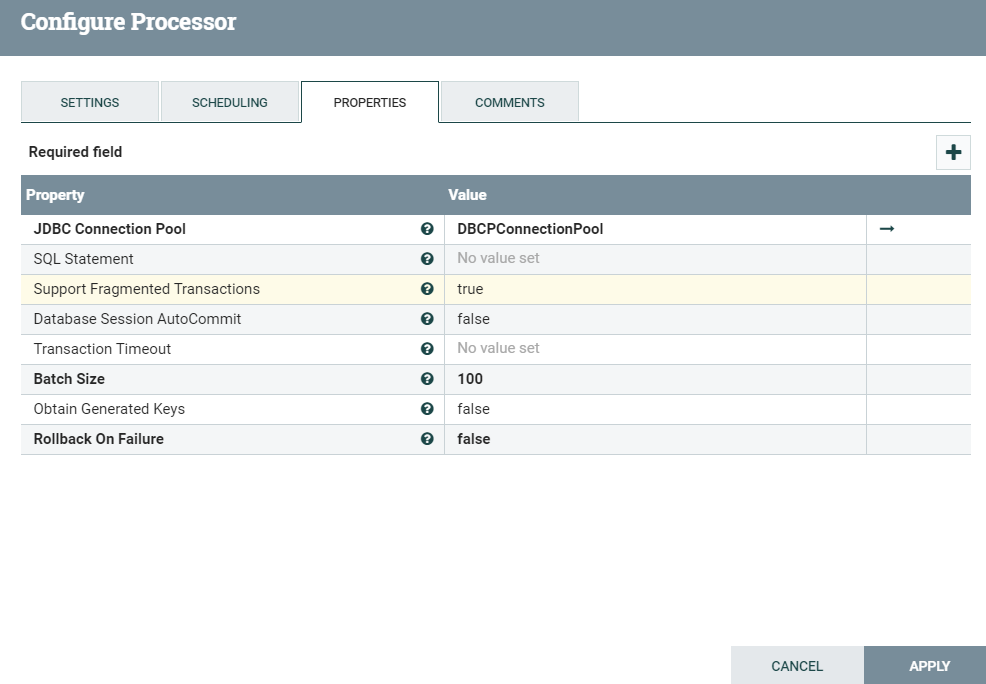 Configure Processor
SETTINGS SCHEDULING PROPERTIES COMMENTS
Required field
Property Value
JDBC Connection Pool DBCPConnectionPool
SQL Statement No value set
Support Fragmented Transactions true
Database Session AutoCommit false
Transaction Timeout No value set
Batch Size 100
Obtain Generated Keys false
Rollback On Failure false
CANCEL APPLY